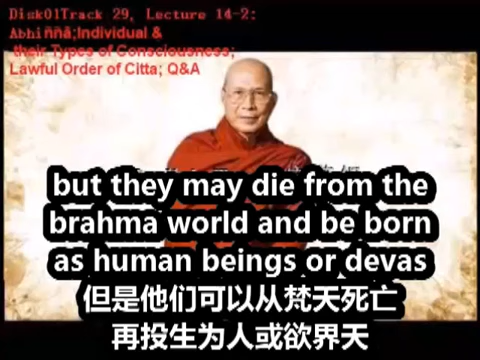 Disk01Track 29, Lecture 14-2:
Abhiññā;Individual &
their Types of Consciousness;
Lawful Order of Citta; Q&A
but they may die from the
brahma world and be born
as human beings or devas
但是他们可以从梵天死亡
再投生为人或欲界天